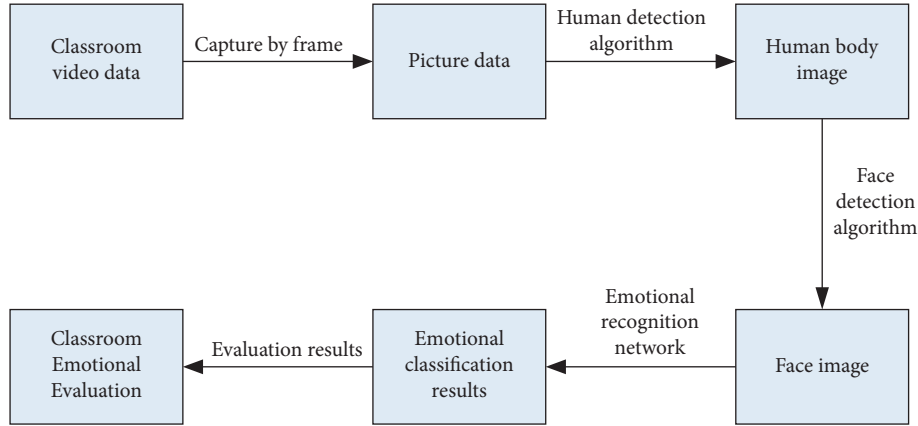 Classroom
video data
Capture by frame
Picture data
Human detection
algorithm
Human body
image
Face
detection
algorithm
Face image
Emotional
recognition
network
Emotional
classification
results
Evaluation results
Classroom
Emotional
Evaluation